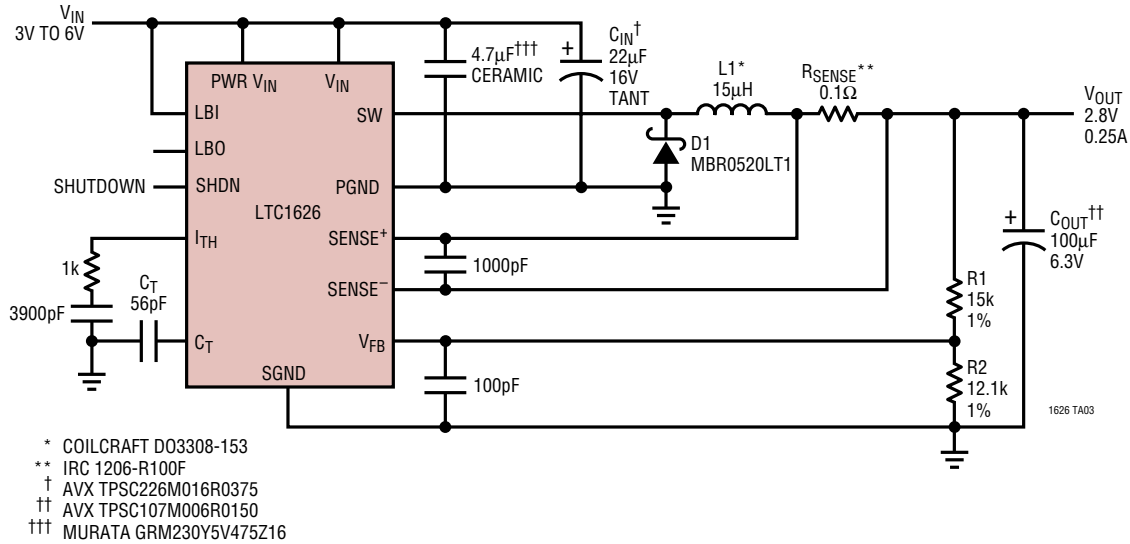 VIN
3V TO 6V
PWR VIN
VIN
4.7µF†††
CERAMIC
CIN†
22µF
16V
TANT
+
L1*
15µH
RSENSE**
0.1Ω
VOUT
2.8V
0.25A
LBI
SW
LBO
D1
MBR0520LT1
SHUTDOWN
SHDN
PGND
LTC1626
ITH
SENSE+
1000pF
SENSE−
+
COUT††
100µF
6.3V
1k
3900pF
CT
56pF
R1
15k
1%
CT
VFB
SGND
100pF
R2
12.1k
1%
1626 TA03
* COILCRAFT DO3308-153
** IRC 1206-R100F
† AVX TPSC226M016R0375
†† AVX TPSC107M006R0150
††† MURATA GRM230Y5V475Z16